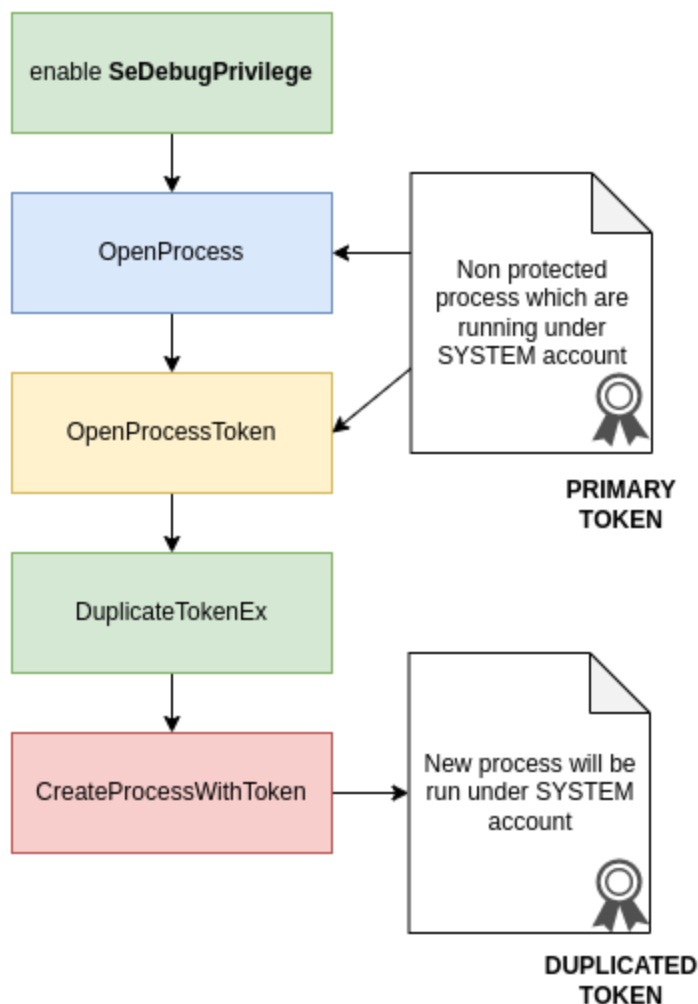 enable SeDebugPrivilege
OpenProcess
Non protected
process which are
running under
SYSTEM account
OpenProcessToken
PRIMARY
TOKEN
DuplicateTokenEx
CreateProcessWithToken
New process will be
run under SYSTEM
account
DUPLICATED
TOKEN